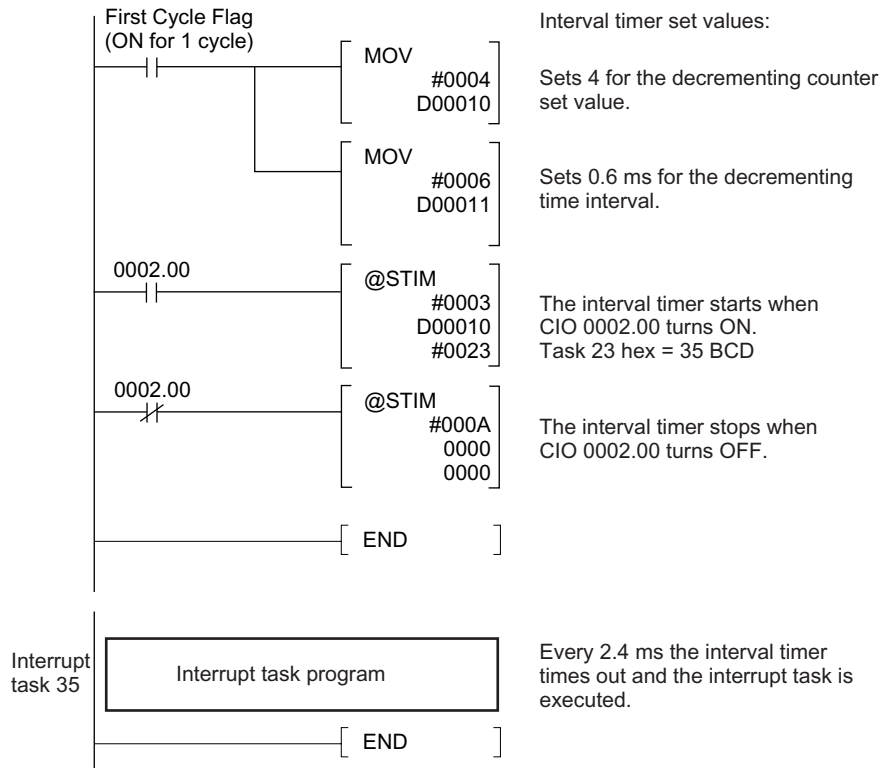 First Cycle Flag
(ON for 1 cycle)
MOV
#0004
D00010
Interval timer set values:
Sets 4 for the decrementing counter
set value.
MOV
#0006
D00011
Sets 0.6 ms for the decrementing
time interval.
0002.00
@STIM
#0003
D00010
#0023
The interval timer starts when
CIO 0002.00 turns ON.
Task 23 hex = 35 BCD
0002.00
@STIM
#000A
0000
0000
The interval timer stops when
CIO 0002.00 turns OFF.
END
Interrupt
task 35
Interrupt task program
Every 2.4 ms the interval timer
times out and the interrupt task is
executed.
END